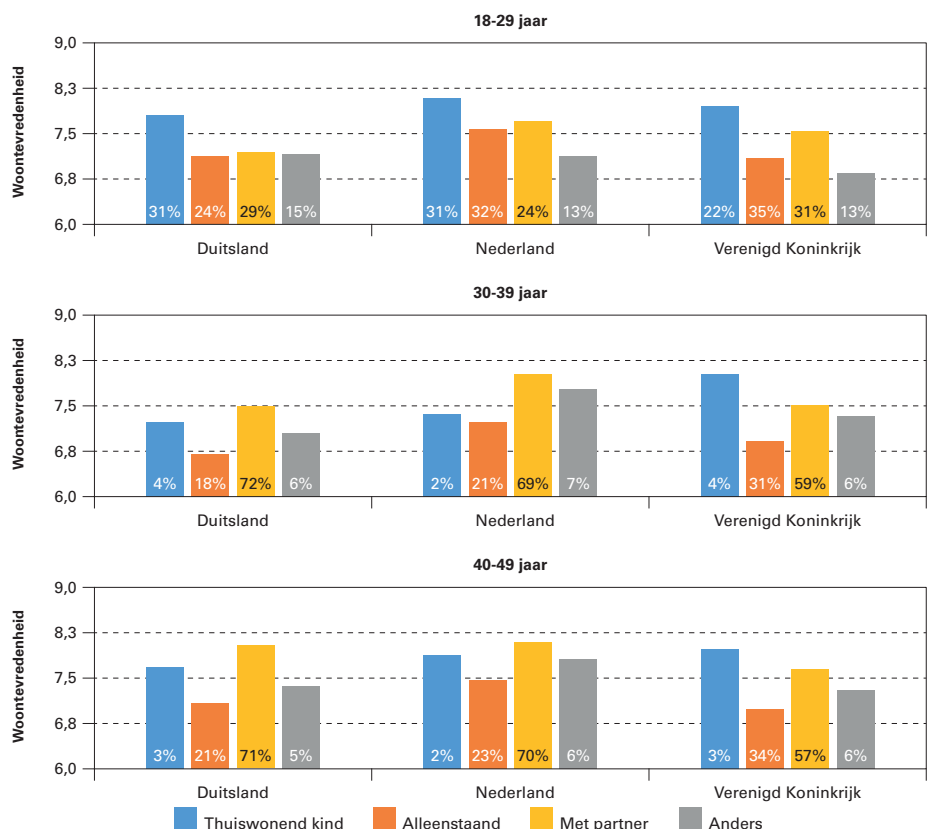 18-29 jaar
Woontevredenheid
9,0
8,3
7,5
6,8
6,0
31% 24% 29% 15% 31% 32% 24% 13% 22% 35% 31% 13%
Duitsland Nederland Verenigd Koninkrijk
30-39 jaar
Woontevredenheid
9,0
8,3
7,5
6,8
6,0
4% 18% 72% 6% 2% 21% 69% 7% 4% 31% 59% 6%
Duitsland Nederland Verenigd Koninkrijk
40-49 jaar
Woontevredenheid
9,0
8,3
7,5
6,8
6,0
3% 21% 71% 5% 2% 23% 70% 6% 3% 34% 57% 6%
Duitsland Nederland Verenigd Koninkrijk
Thuiswonend kind Alleenstaand Met partner Anders